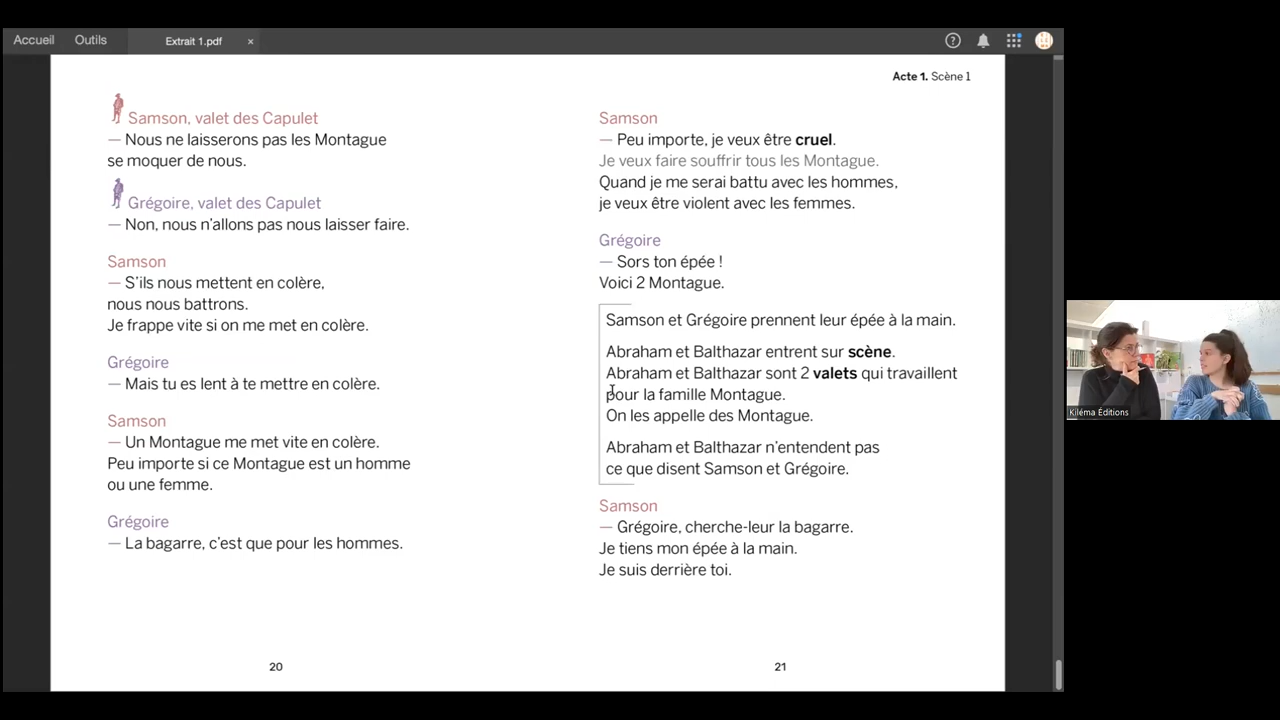 Accueil Outils Extrait 1.pdf ×
Acte 1. Scène 1
Samson, valet des Capulet
— Nous ne laisserons pas les Montague
se moquer de nous.
Grégoire, valet des Capulet
— Non, nous n'allons pas nous laisser faire.
Samson
— S'ils nous mettent en colère,
nous nous battrons.
Je frappe vite si on me met en colère.
Grégoire
— Mais tu es lent à te mettre en colère.
Samson
— Un Montague me met vite en colère.
Peu importe si ce Montague est un homme
ou une femme.
Grégoire
— La bagarre, c'est que pour les hommes.
20
Samson
— Peu importe, je veux être cruel.
Je veux faire souffrir tous les Montague.
Quand je me serai battu avec les hommes,
je veux être violent avec les femmes.
Grégoire
— Sors ton épée !
Voici 2 Montague.
Samson et Grégoire prennent leur épée à la main.
Abraham et Balthazar entrent sur scène.
Abraham et Balthazar sont 2 valets qui travaillent
pour la famille Montague.
On les appelle des Montague.
Abraham et Balthazar n'entendent pas
ce que disent Samson et Grégoire.
Samson
— Grégoire, cherche-leur la bagarre.
Je tiens mon épée à la main.
Je suis derrière toi.
21
Kiléma Éditions